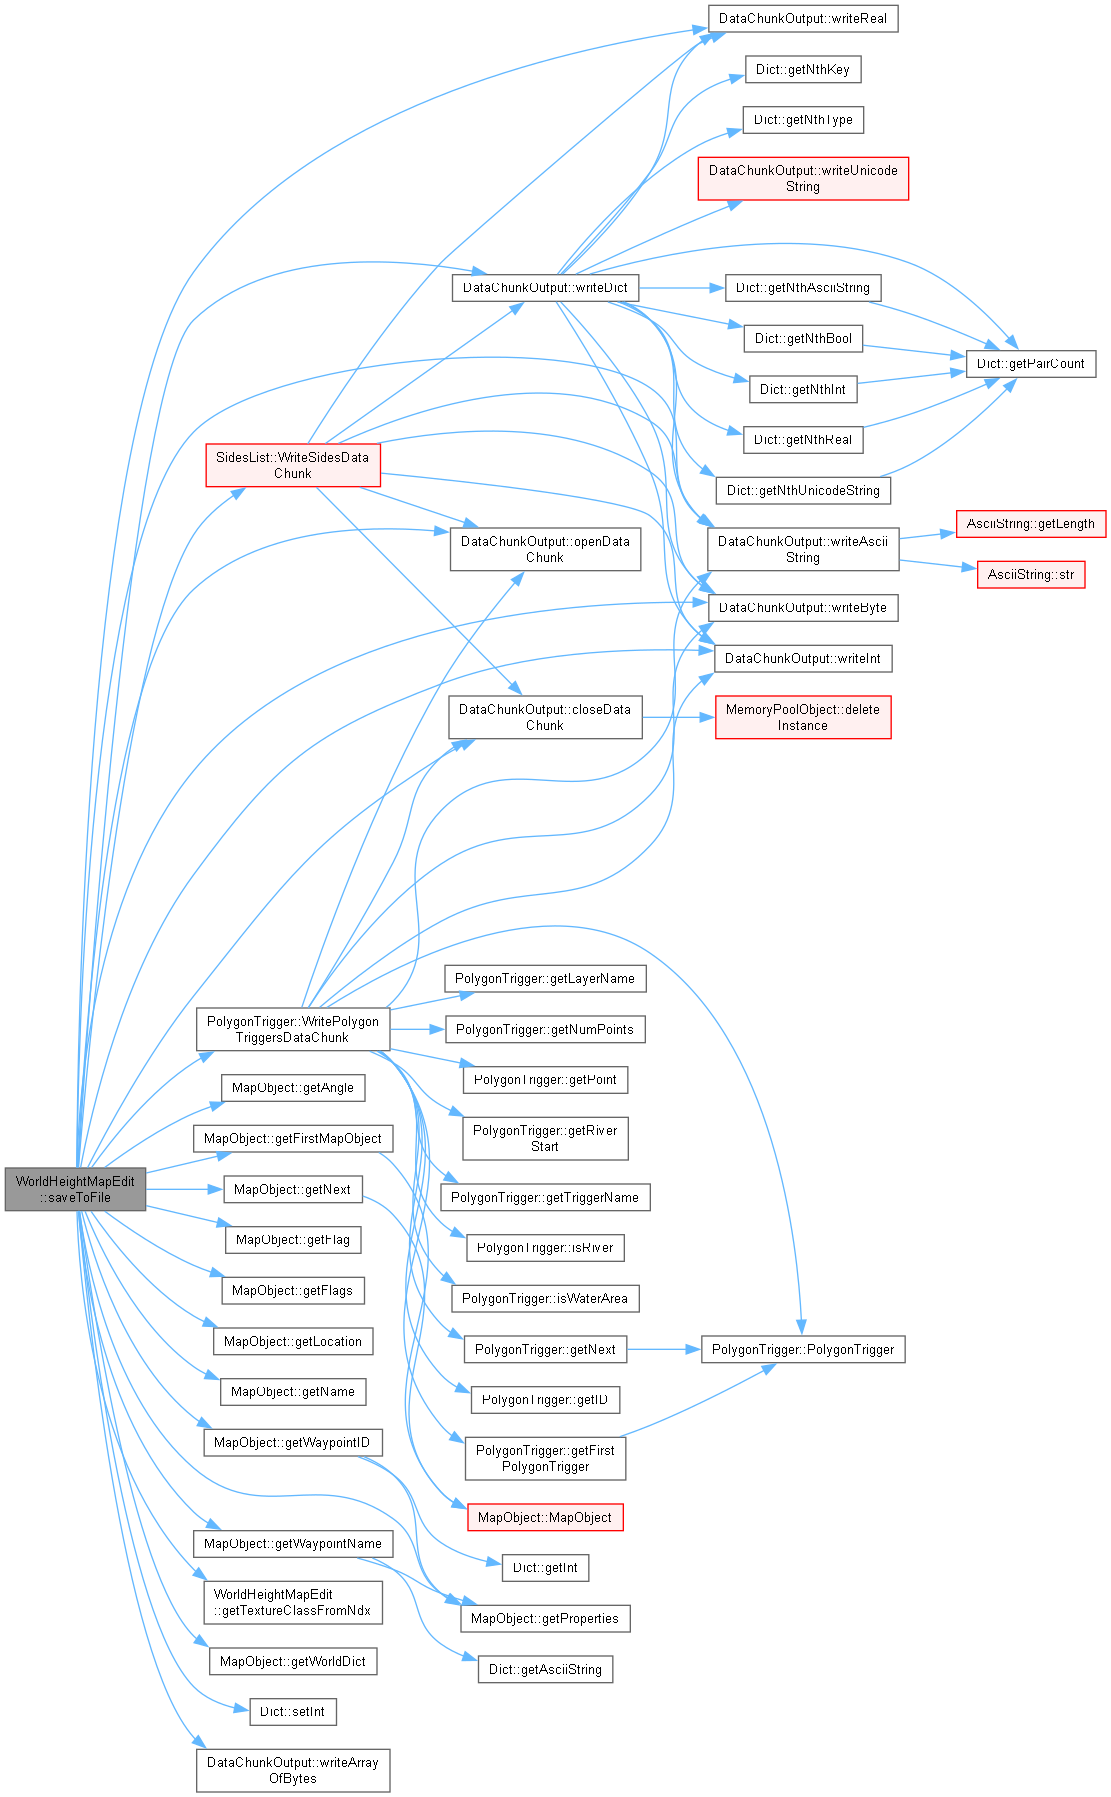 DataChunkOutput::writeReal
Dict::getNthKey
Dict::getNthType
DataChunkOutput::writeUnicode
String
DataChunkOutput::writeDict
Dict::getNthAsciiString
Dict::getNthBool
Dict::getPairCount
Dict::getNthInt
Dict::getNthReal
SidesList::WriteSidesData
Chunk
Dict::getNthUnicodeString
AsciiString::getLength
DataChunkOutput::openData
Chunk
DataChunkOutput::writeAscii
String
AsciiString::str
DataChunkOutput::writeByte
DataChunkOutput::writeInt
DataChunkOutput::closeData
Chunk
MemoryPoolObject::delete
Instance
PolygonTrigger::getLayerName
PolygonTrigger::WritePolygon
TriggersDataChunk
PolygonTrigger::getNumPoints
PolygonTrigger::getPoint
MapObject::getAngle
PolygonTrigger::getRiver
Start
MapObject::getFirstMapObject
WorldHeightMapEdit
::saveToFile
MapObject::getNext
PolygonTrigger::getTriggerName
MapObject::getFlag
PolygonTrigger::isRiver
MapObject::getFlags
PolygonTrigger::isWaterArea
MapObject::getLocation
PolygonTrigger::getNext
PolygonTrigger::PolygonTrigger
MapObject::getName
PolygonTrigger::getID
MapObject::getWaypointID
PolygonTrigger::getFirst
PolygonTrigger
MapObject::MapObject
MapObject::getWaypointName
Dict::getInt
WorldHeightMapEdit
::getTextureClassFromNdx
MapObject::getProperties
MapObject::getWorldDict
Dict::getAsciiString
Dict::setInt
DataChunkOutput::writeArray
OfBytes